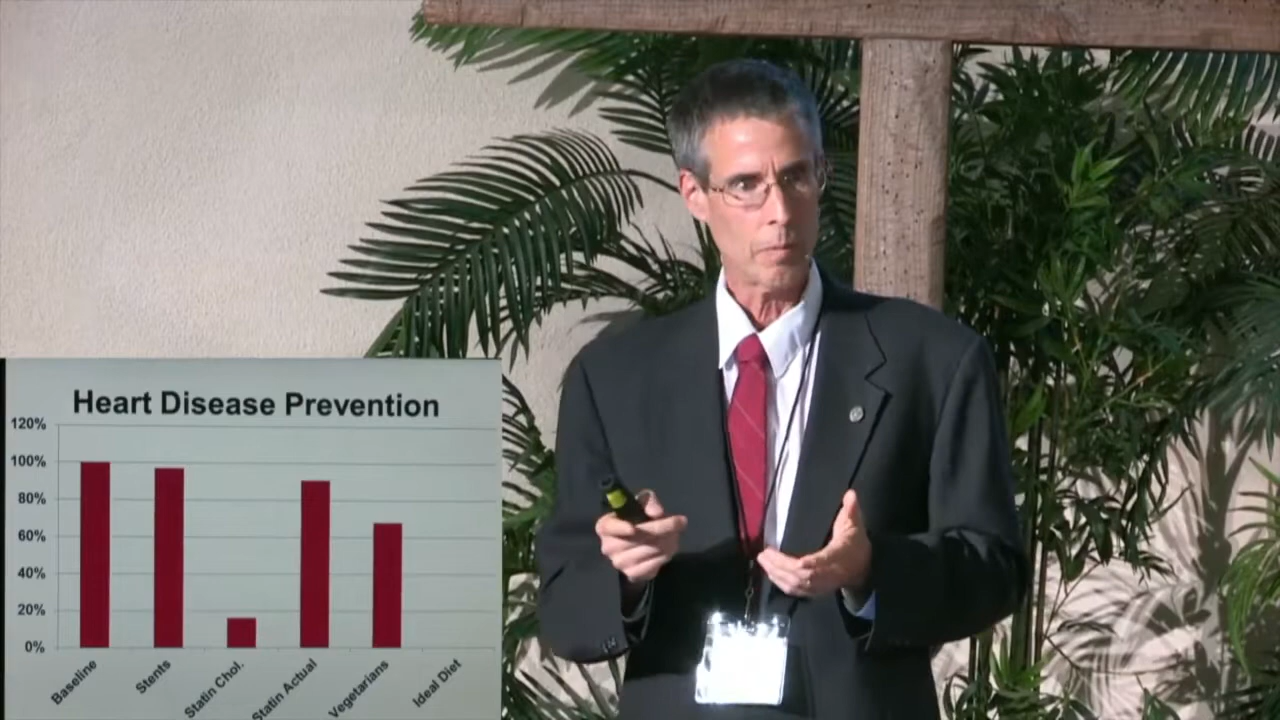 Heart Disease Prevention
120%
100%
80%
60%
40%
20%
0%
Baseline
Stents
Statin Chol.
Statin Actual
Vegetarians
Ideal Diet